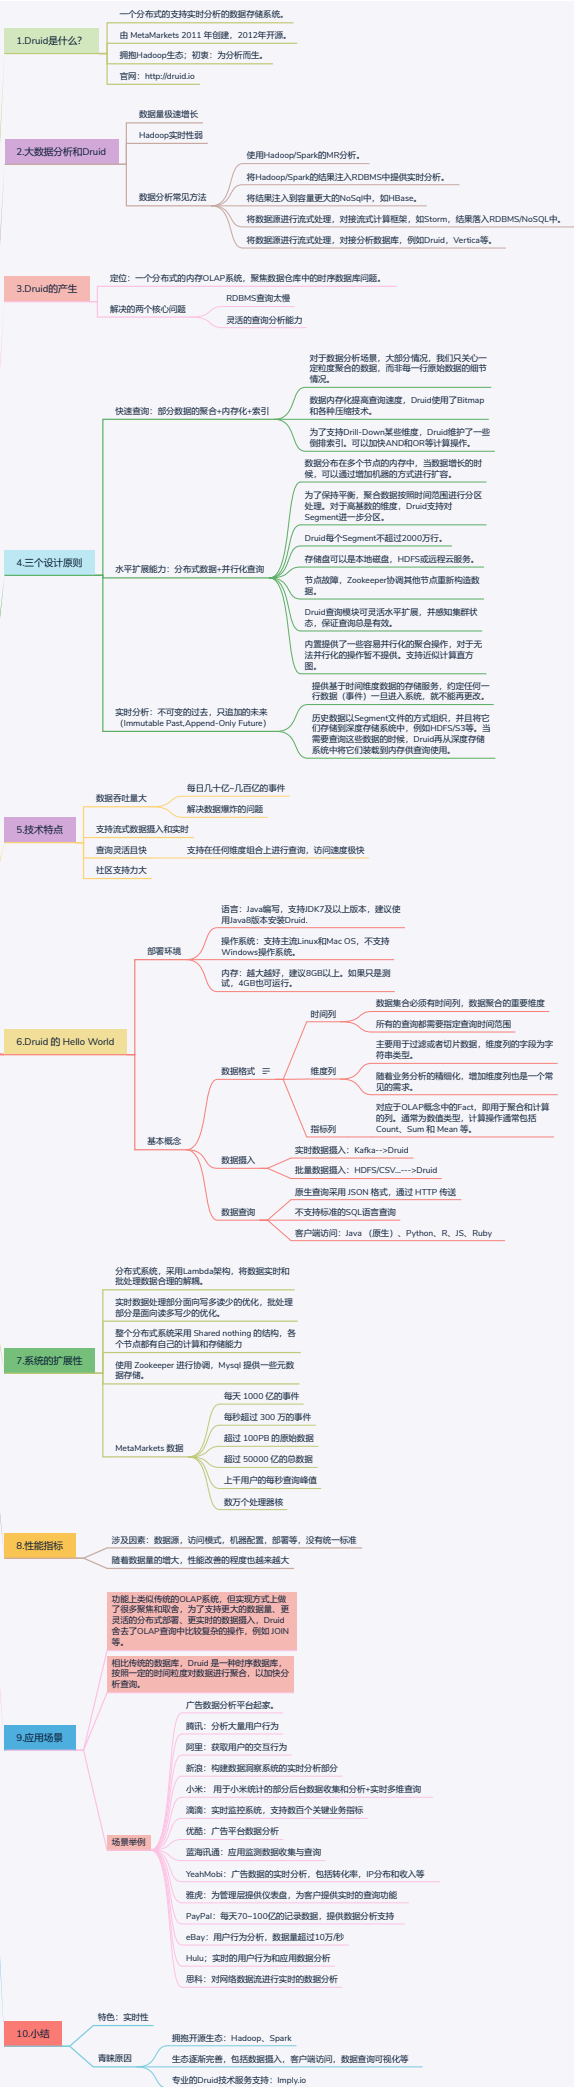 1.Druid是什么?
一个分布式的支持实时分析的数据存储系统。
由 MetaMarkets 2011 年创建，2012年开源。
拥抱Hadoop生态；初衷：为分析而生。
官网：http://druid.io
2.大数据分析和Druid
数据量极速增长
Hadoop实时性弱
数据分析常见方法
使用Hadoop/Spark的MR分析。
将Hadoop/Spark的结果注入RDBMS中提供实时分析。
将结果注入到容量更大的NoSql中，如HBase。
将数据源进行流式处理，对接流式计算框架，如Storm，结果落入RDBMS/NoSQL中。
将数据源进行流式处理，对接分析数据库，例如Druid，Vertica等。
3.Druid的产生
定位：一个分布式的内存OLAP系统，聚焦数据仓库中的时序数据库问题。
解决的两个核心问题
RDBMS查询太慢
灵活的查询分析能力
4.三个设计原则
快速查询：部分数据的聚合+内存化+索引
对于数据分析场景，大部分情况，我们只关心一
定粒度聚合的数据，而非每一行原始数据的细节
情况。
数据内存化提高查询速度，Druid使用了Bitmap
和各种压缩技术。
为了支持Drill-Down某些维度，Druid维护了一些
倒排索引。可以加快AND和OR等计算操作。
水平扩展能力：分布式数据+并行化查询
数据分布在多个节点的内存中，当数据增长的时
候，可以通过增加机器的方式进行扩容。
为了保持平衡，聚合数据按照时间范围进行分区
处理。对于高基数的维度，Druid支持对
Segment进一步分区。
Druid每个Segment不超过2000万行。
存储盘可以是本地磁盘，HDFS或远程云服务。
节点故障，Zookeeper协调其他节点重新构造数
据。
Druid查询模块可灵活水平扩展，并感知集群状
态，保证查询总是有效。
内置提供了一些容易并行化的聚合操作，对于无
法并行化的操作暂不提供。支持近似计算直方
图。
实时分析：不可变的过去，只追加的未来
（Immutable Past,Append-Only Future）
提供基于时间维度数据的存储服务，约定任何一
行数据（事件）一旦进入系统，就不能再更改。
历史数据以Segment文件的方式组织，并且将它
们存储到深度存储系统中，例如HDFS/S3等。当
需要查询这些数据的时候，Druid再从深度存储
系统中将它们装载到内存供查询使用。
5.技术特点
数据吞吐量大
每日几十亿~几百亿的事件
解决数据爆炸的问题
支持流式数据摄入和实时
查询灵活且快
支持在任何维度组合上进行查询，访问速度极快
社区支持力大
6.Druid 的 Hello World
部署环境
语言：Java编写，支持JDK7及以上版本，建议使
用Java8版本安装Druid.
操作系统：支持主流Linux和Mac OS，不支持
Windows操作系统。
内存：越大越好，建议8GB以上。如果只是测
试，4GB也可运行。
基本概念
数据格式
时间列
数据集合必须有时间列，数据聚合的重要维度
所有的查询都需要指定查询时间范围
维度列
主要用于过滤或者切片数据，维度列的字段为字
符串类型。
随着业务分析的精细化，增加维度列也是一个常
见的需求。
指标列
对应于OLAP概念中的Fact，即用于聚合和计算
的列。通常为数值类型，计算操作通常包括
Count、Sum 和 Mean 等。
数据摄入
实时数据摄入：Kafka-->Druid
批量数据摄入：HDFS/CSV...--->Druid
数据查询
原生查询采用 JSON 格式，通过 HTTP 传送
不支持标准的SQL语言查询
客户端访问：Java （原生）、Python、R、JS、Ruby
7.系统的扩展性
分布式系统，采用Lambda架构，将数据实时和
批处理数据合理的解耦。
实时数据处理部分面向写多读少的优化，批处理
部分是面向读多写少的优化。
整个分布式系统采用 Shared nothing 的结构，各
个节点都有自己的计算和存储能力
使用 Zookeeper 进行协调，Mysql 提供一些元数
据存储。
MetaMarkets 数据
每天 1000 亿的事件
每秒超过 300 万的事件
超过 100PB 的原始数据
超过 50000 亿的总数据
上千用户的每秒查询峰值
数万个处理器核
8.性能指标
涉及因素：数据源，访问模式，机器配置，部署等，没有统一标准
随着数据量的增大，性能改善的程度也越来越大
9.应用场景
功能上类似传统的OLAP系统，但实现方式上做
了很多聚焦和取舍，为了支持更大的数据量、更
灵活的分布式部署、更实时的数据摄入，Druid
舍去了OLAP查询中比较复杂的操作，例如 JOIN
等。
相比传统的数据库，Druid 是一种时序数据库，
按照一定的时间粒度对数据进行聚合，以加快分
析查询。
场景举例
广告数据分析平台起家。
腾讯：分析大量用户行为
阿里：获取用户的交互行为
新浪：构建数据洞察系统的实时分析部分
小米： 用于小米统计的部分后台数据收集和分析+实时多维查询
滴滴：实时监控系统，支持数百个关键业务指标
优酷：广告平台数据分析
蓝海讯通：应用监测数据收集与查询
YeahMobi：广告数据的实时分析，包括转化率，IP分布和收入等
雅虎：为管理层提供仪表盘，为客户提供实时的查询功能
PayPal：每天70~100亿的记录数据，提供数据分析支持
eBay：用户行为分析，数据量超过10万/秒
Hulu；实时的用户行为和应用数据分析
思科：对网络数据流进行实时的数据分析
10.小结
特色：实时性
青睐原因
拥抱开源生态：Hadoop、Spark
生态逐渐完善，包括数据摄入，客户端访问，数据查询可视化等
专业的Druid技术服务支持：Imply.io